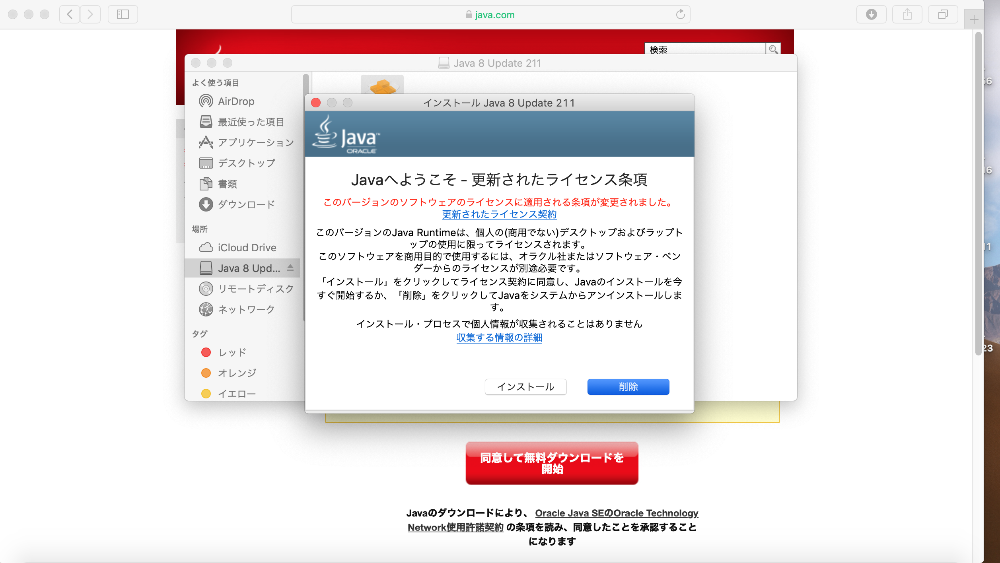 java.com
検索
Java 8 Update 211
よく使う項目
AirDrop
最近使った項目
アプリケーション
デスクトップ
書類
ダウンロード
場所
iCloud Drive
Java 8 Upd...
リモートディスク
ネットワーク
タグ
レッド
オレンジ
イエロー
インストール Java 8 Update 211
Java™
ORACLE
Javaへようこそ - 更新されたライセンス条項
このバージョンのソフトウェアのライセンスに適用される条項が変更されました。
更新されたライセンス契約
このバージョンのJava Runtimeは、個人の(商用でない)デスクトップおよびラップト
ップの使用に限ってライセンスされます。
このソフトウェアを商用目的で使用するには、オラクル社またはソフトウェア・ベン
ダーからのライセンスが別途必要です。
「インストール」をクリックしてライセンス契約に同意し、Javaのインストールを今
すぐ開始するか、「削除」をクリックしてJavaをシステムからアンインストールしま
す。
インストール・プロセスで個人情報が収集されることはありません
収集する情報の詳細
インストール
削除
同意して無料ダウンロードを
開始
Javaのダウンロードにより、 Oracle Java SEのOracle Technology
Network使用許諾契約 の条項を読み、同意したことを承認すること
になります